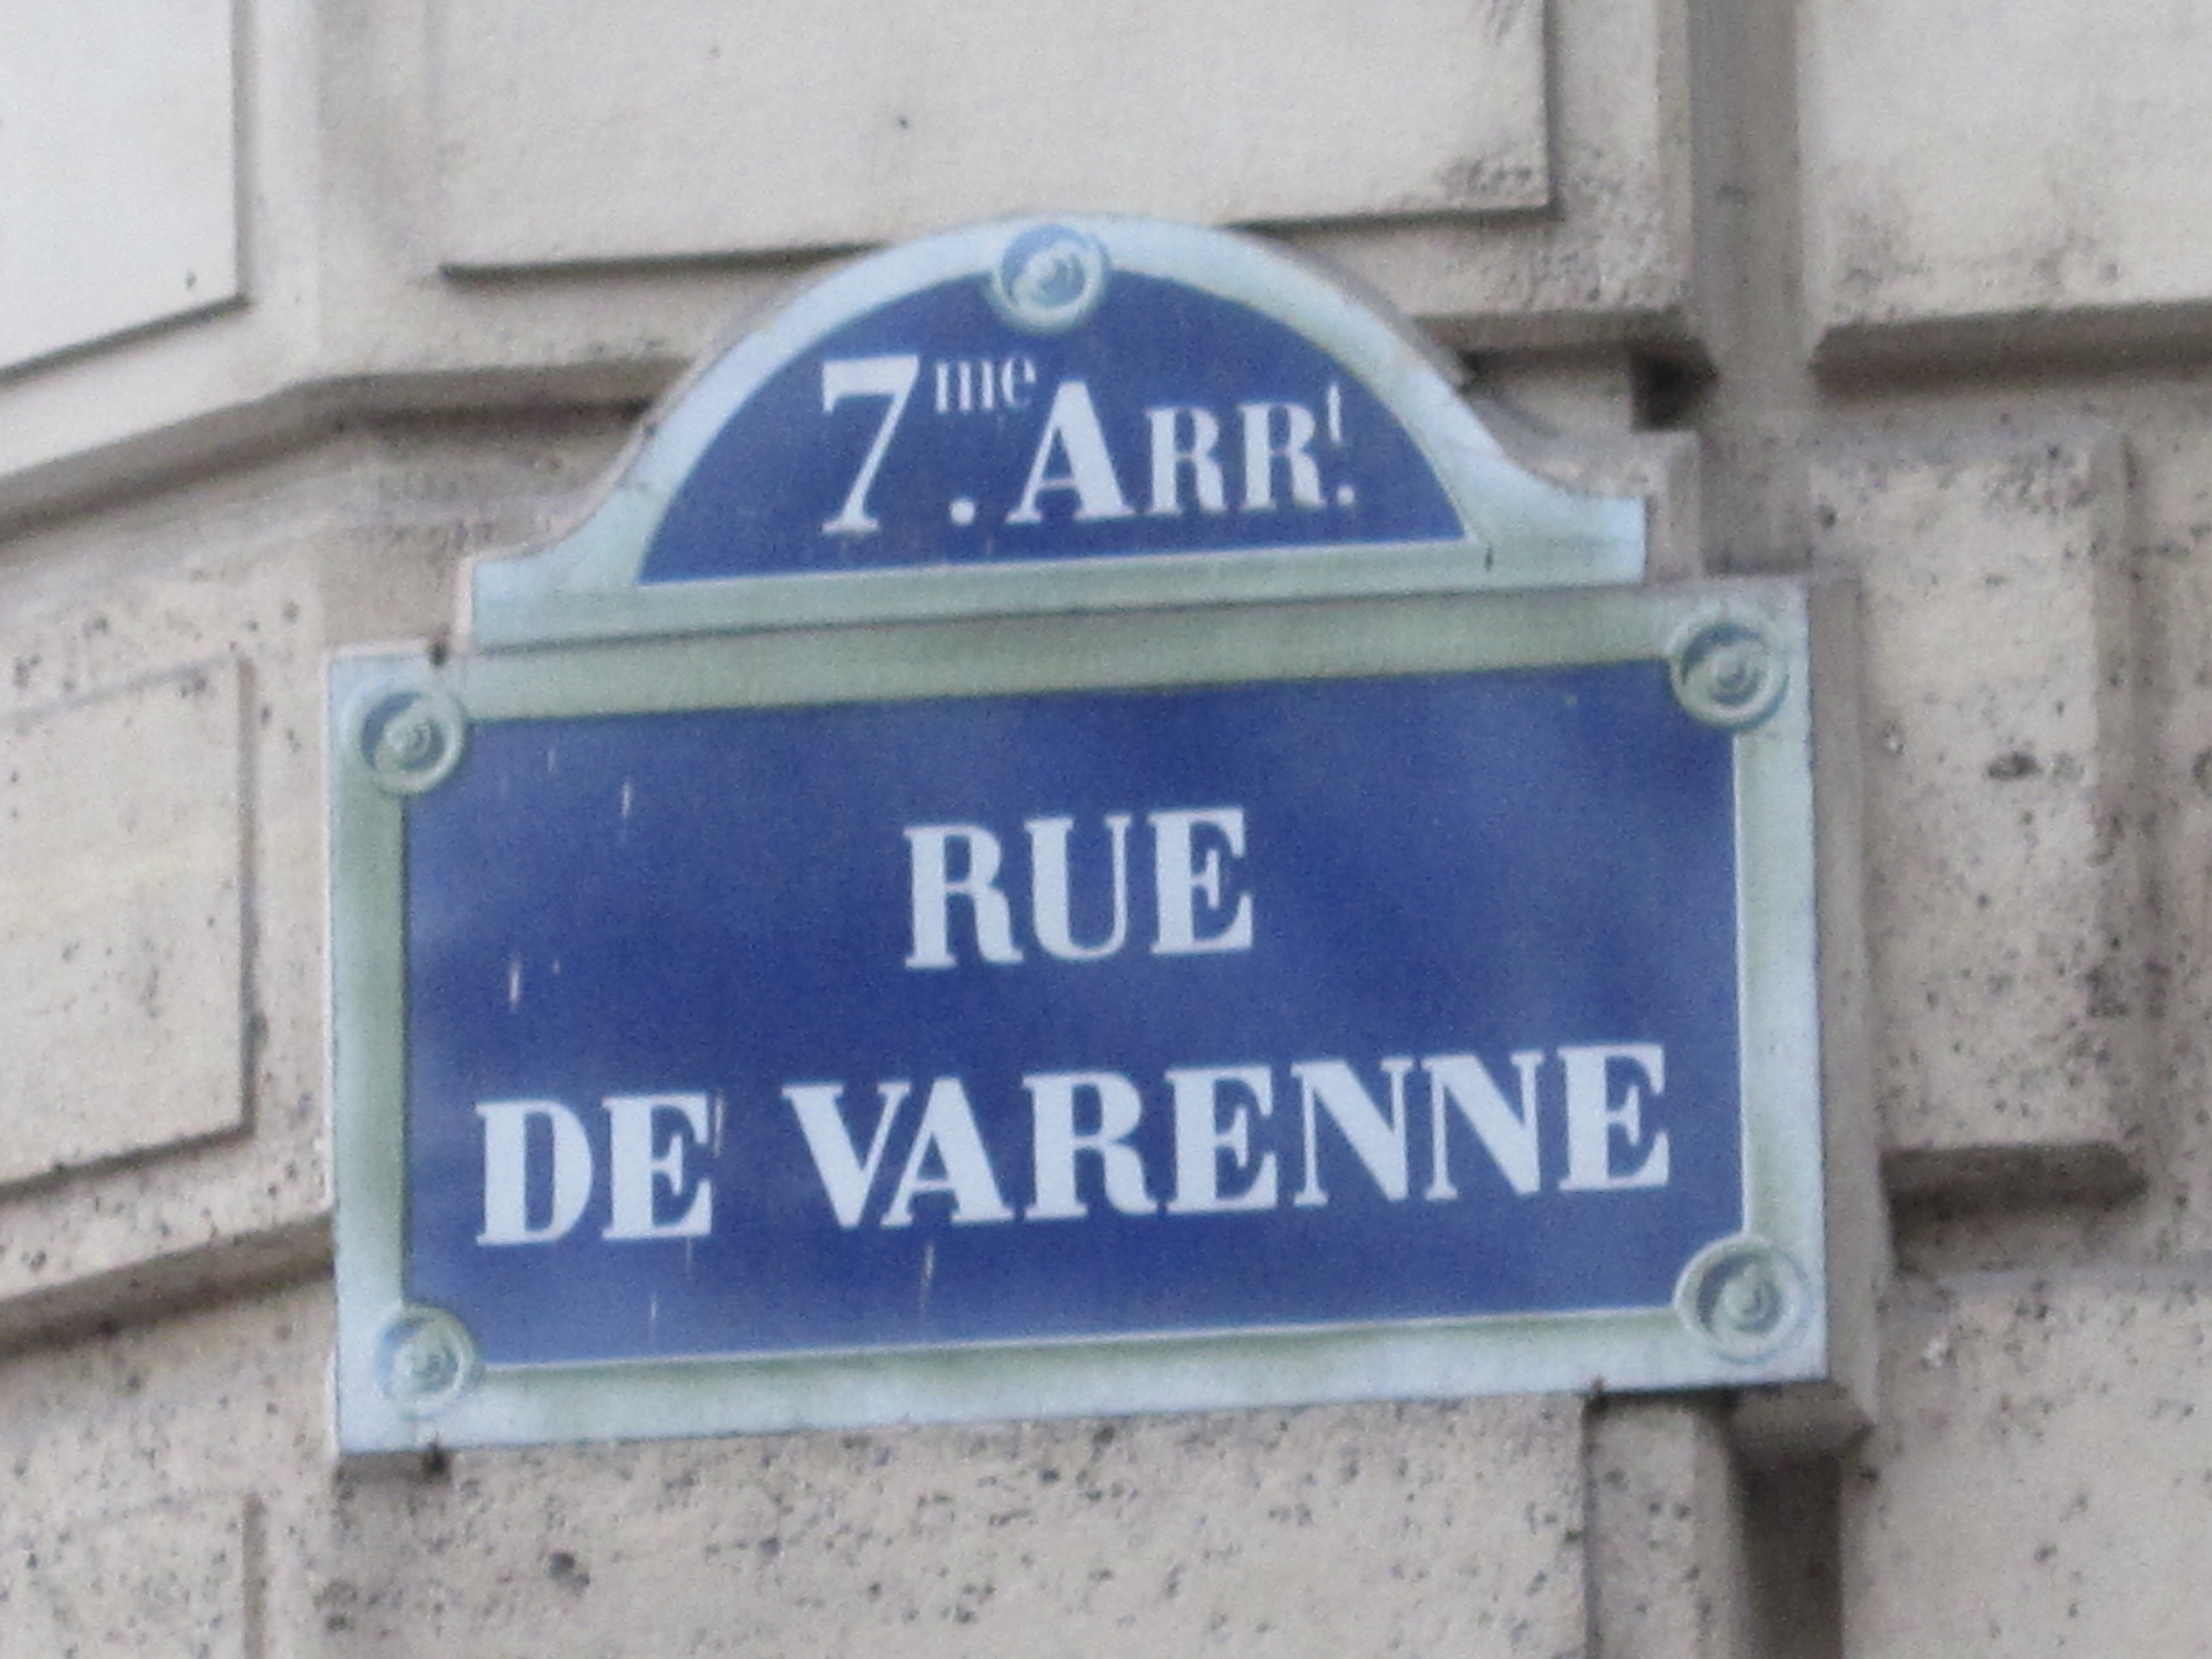 7me. ARRt.
RUE
DE VARENNE